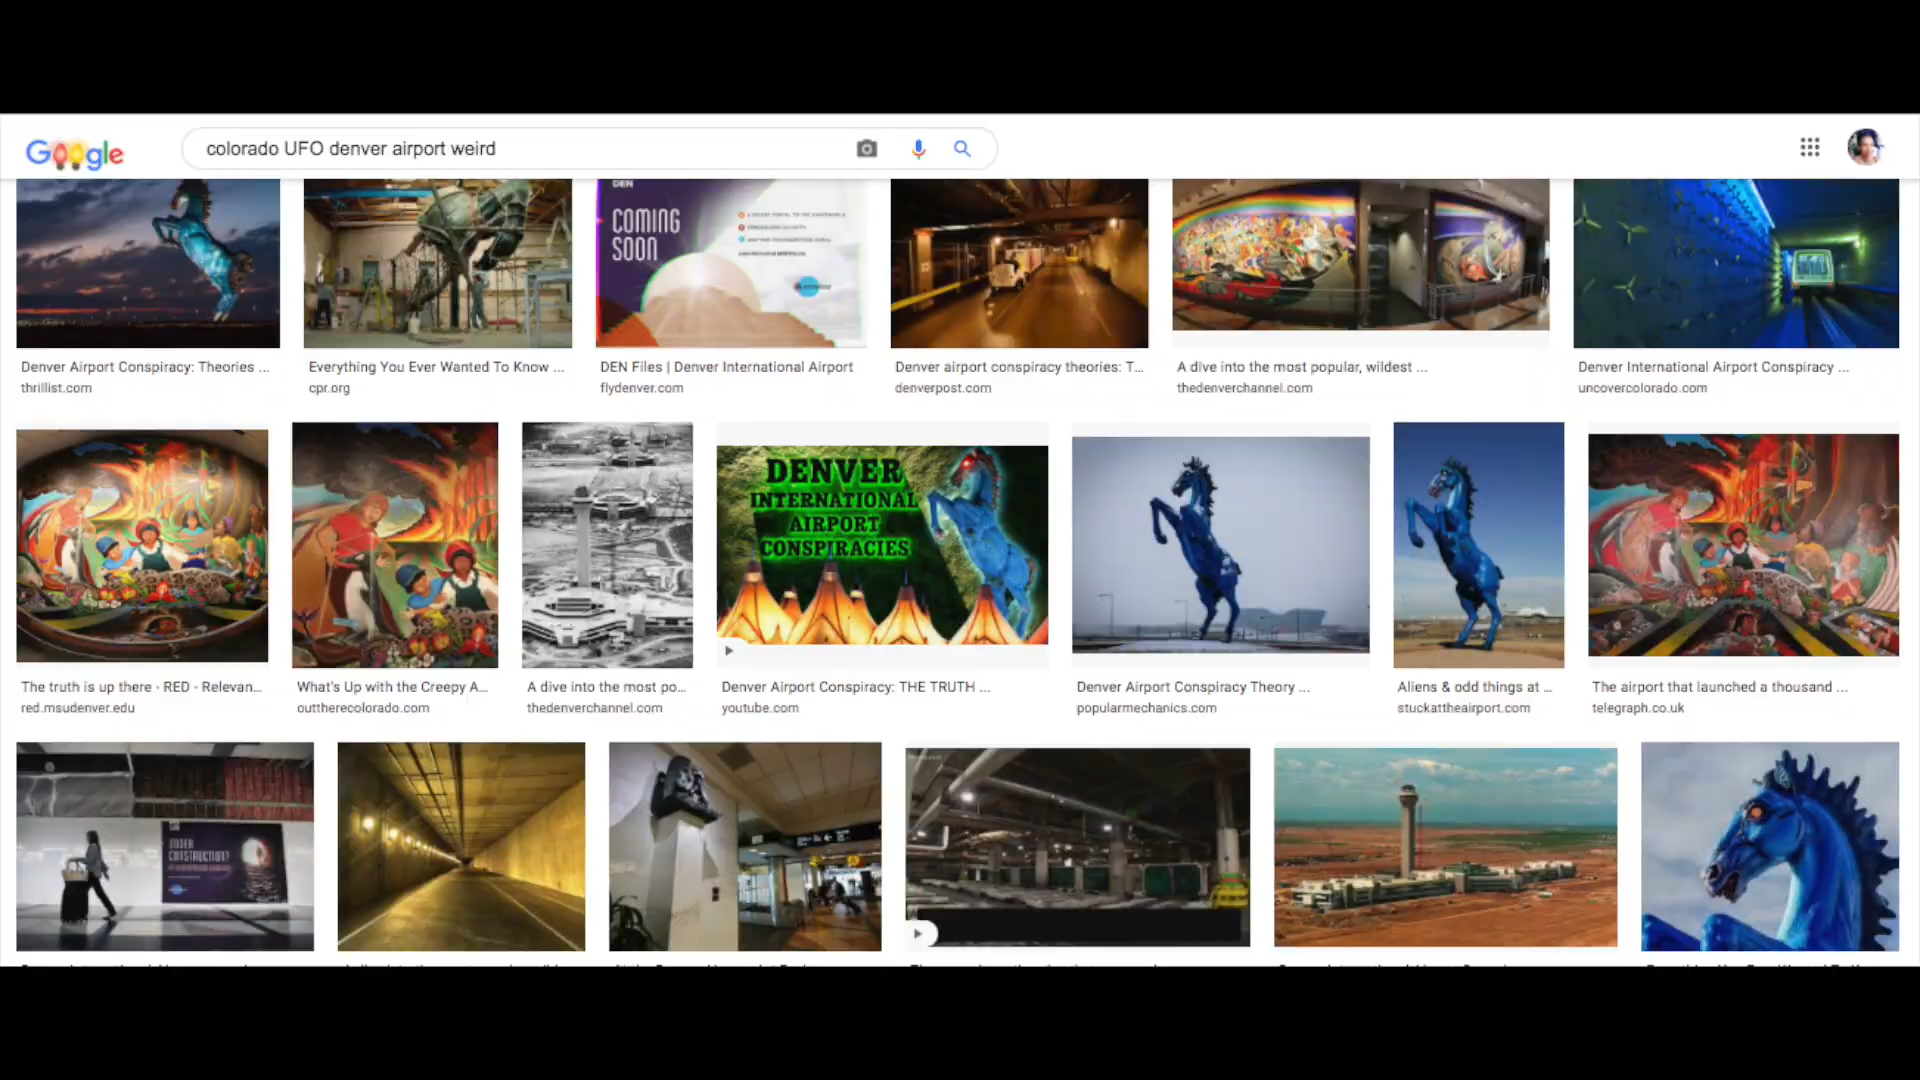 Google
colorado UFO denver airport weird
DEN
COMING
SOON
Denver Airport Conspiracy: Theories ...
thrillist.com
Everything You Ever Wanted To Know ...
cpr.org
DEN Files | Denver International Airport
flydenver.com
Denver airport conspiracy theories: T...
denverpost.com
A dive into the most popular, wildest ...
thedenverchannel.com
Denver International Airport Conspiracy ...
uncovercolorado.com
DENVER
INTERNATIONAL
AIRPORT
CONSPIRACIES
The truth is up there - RED - Relevan...
red.msudenver.edu
What's Up with the Creepy A...
outtherecolorado.com
A dive into the most po...
thedenverchannel.com
Denver Airport Conspiracy: THE TRUTH ...
youtube.com
Denver Airport Conspiracy Theory ...
popularmechanics.com
Aliens & odd things at ...
stuckattheairport.com
The airport that launched a thousand ...
telegraph.co.uk
UNDER
CONSTRUCTION?